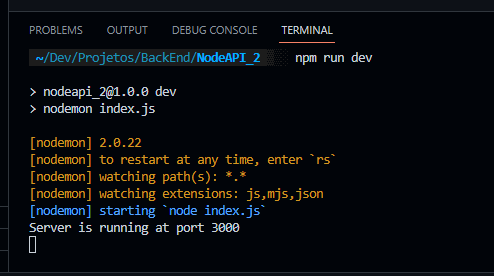 PROBLEMS OUTPUT DEBUG CONSOLE TERMINAL
~/Dev/Projetos/BackEnd/NodeAPI_2 npm run dev
> nodeapi_2@1.0.0 dev
> nodemon index.js
[nodemon] 2.0.22
[nodemon] to restart at any time, enter `rs`
[nodemon] watching path(s): *.*
[nodemon] watching extensions: js,mjs,json
[nodemon] starting `node index.js`
Server is running at port 3000